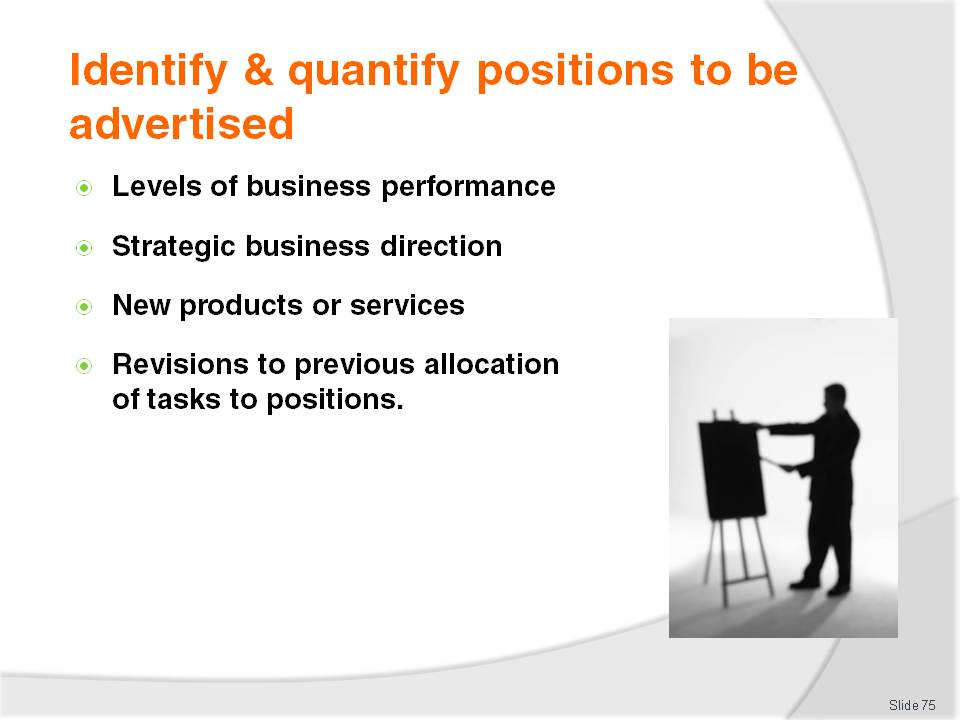 Identify & quantify positions to be
advertised
Levels of business performance
Strategic business direction
New products or services
Revisions to previous allocation
of tasks to positions.
Slide 75